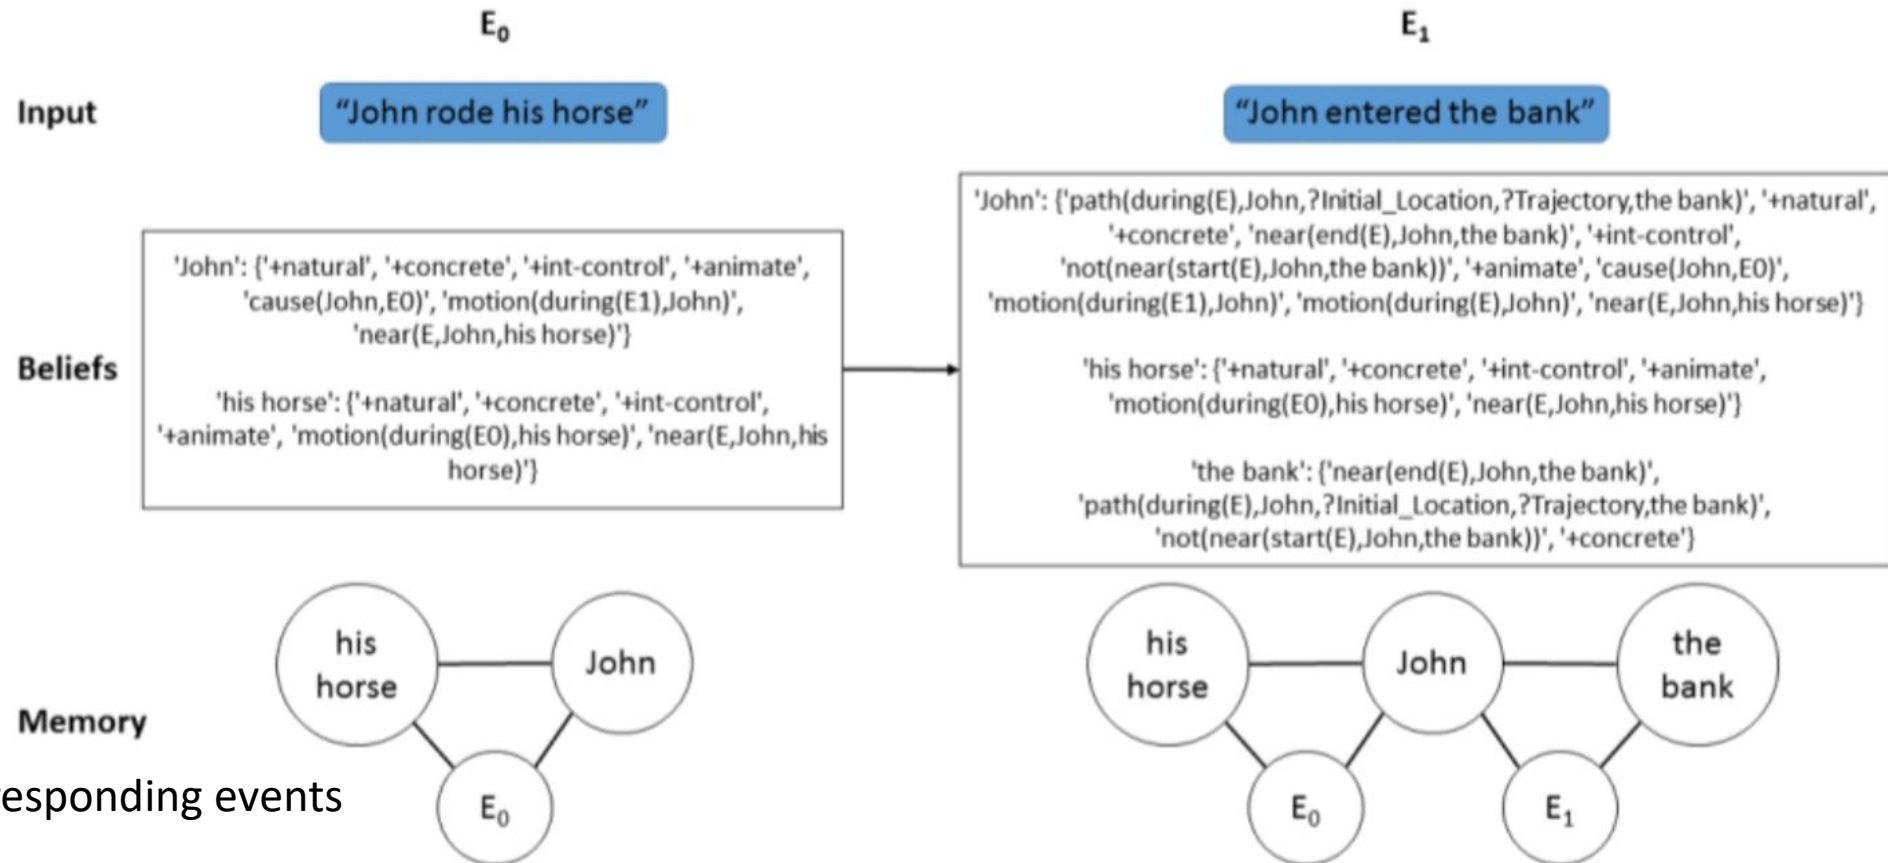 E₀
E₁
Input
“John rode his horse”
“John entered the bank”
Beliefs
'John': {'+natural', '+concrete', '+int-control', '+animate',
'cause(John,E0)', 'motion(during(E1),John)',
'near(E,John,his horse)'}
'his horse': {'+natural', '+concrete', '+int-control',
'+animate', 'motion(during(E0),his horse)', 'near(E,John,his
horse)'}
'John': {'path(during(E),John,?Initial_Location,?Trajectory,the bank)', '+natural',
'+concrete', 'near(end(E),John,the bank)', '+int-control',
'not(near(start(E),John,the bank))', '+animate', 'cause(John,E0)',
'motion(during(E1),John)', 'motion(during(E),John)', 'near(E,John,his horse)'}
'his horse': {'+natural', '+concrete', '+int-control', '+animate',
'motion(during(E0),his horse)', 'near(E,John,his horse)'}
'the bank': {'near(end(E),John,the bank)',
'path(during(E),John,?Initial_Location,?Trajectory,the bank)',
'not(near(start(E),John,the bank))', '+concrete'}
Memory
his
horse
John
E₀
his
horse
John
the
bank
E₀
E₁
responding events